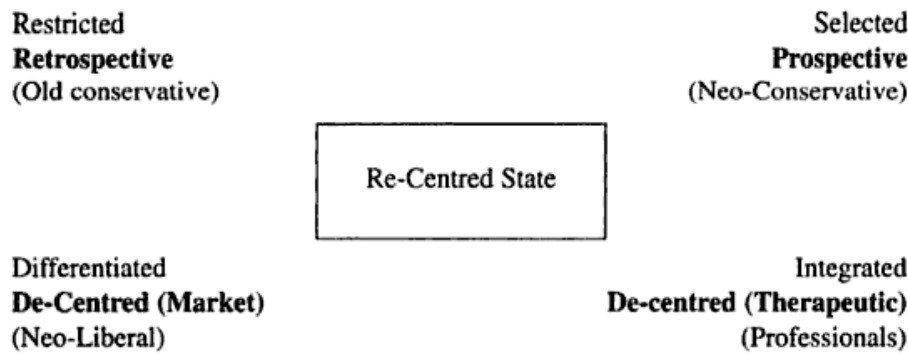 Restricted
Retrospective
(Old conservative)
Selected
Prospective
(Neo-Conservative)
Re-Centred State
Differentiated
De-Centred (Market)
(Neo-Liberal)
Integrated
De-centred (Therapeutic)
(Professionals)